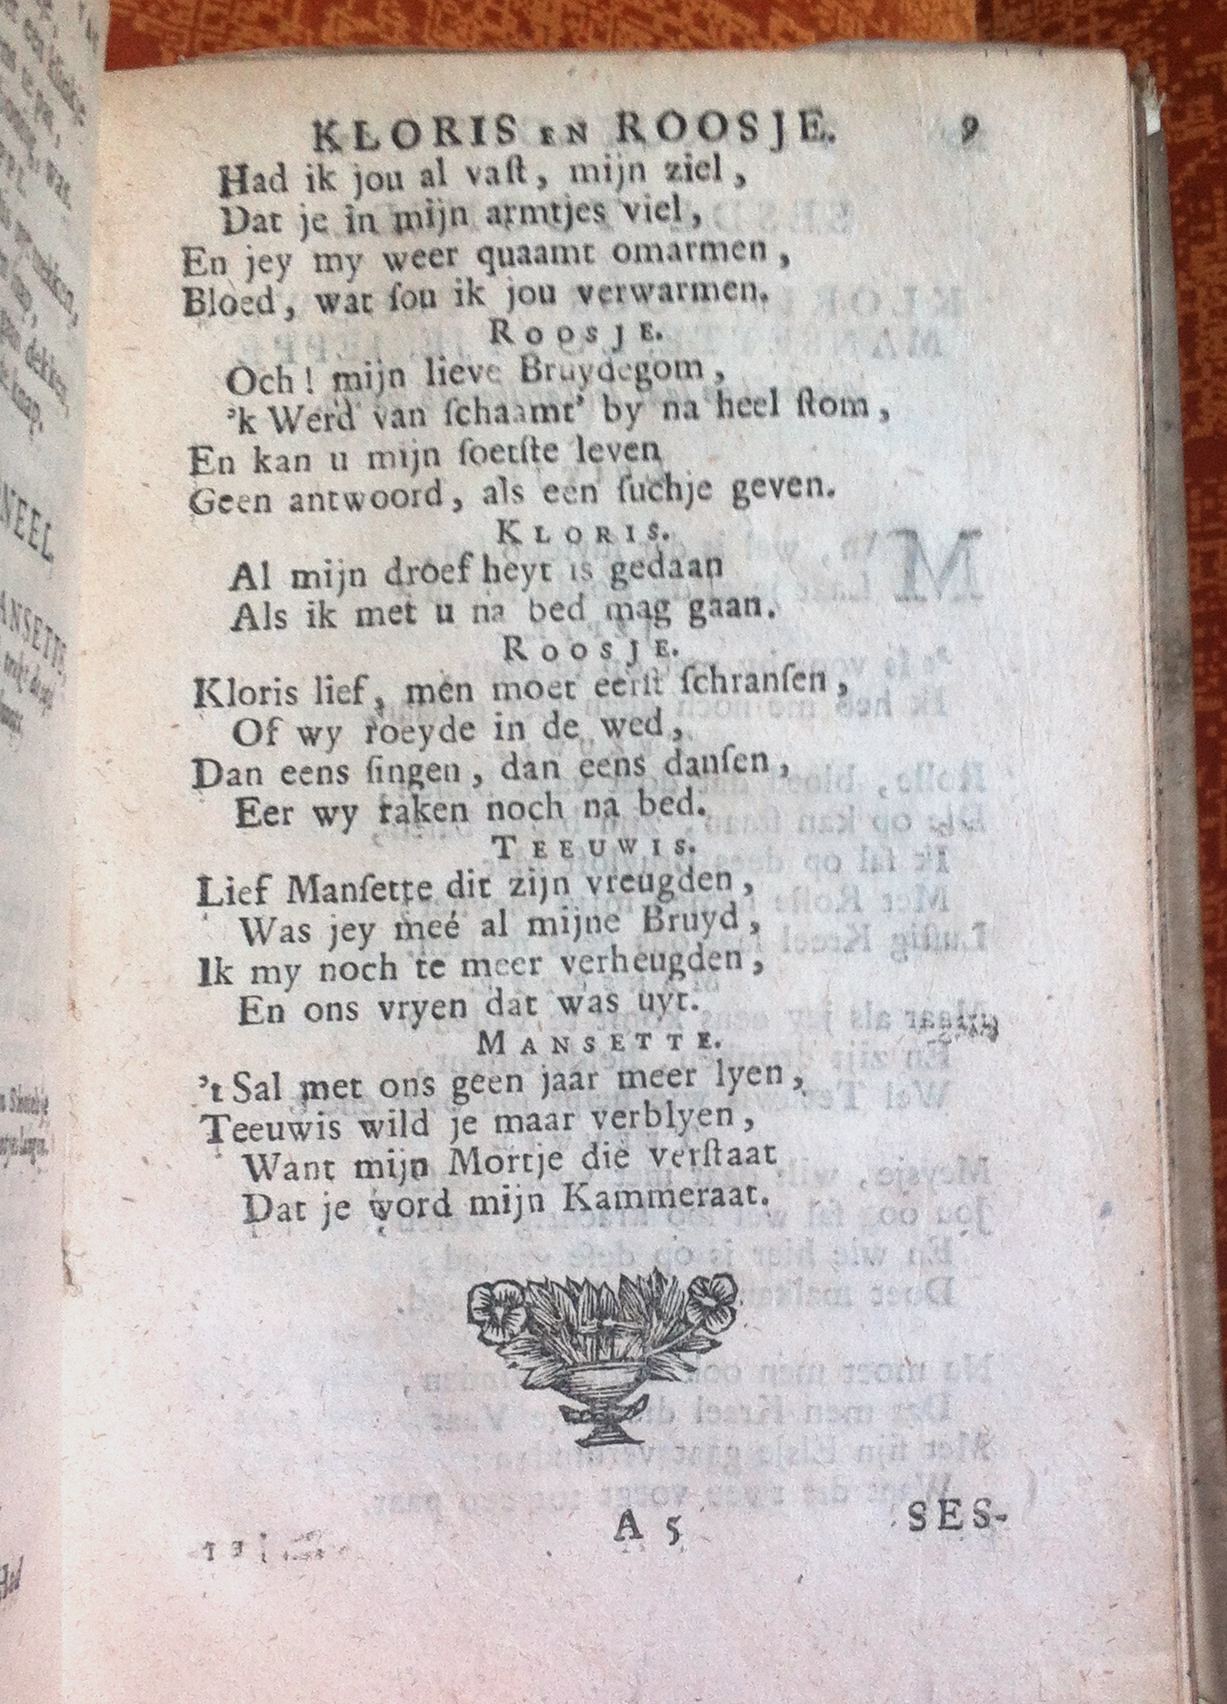 KLORIS EN ROOSJE. 9
Had ik jou al vaſt, mijn ziel,
Dat je in mijn armtjes viel,
En jey my weer quaamt omarmen,
Bloed, wat ſou ik jou verwarmen.
ROOSJE.
Och! mijn lieve Bruydegom,
'k Werd van ſchaamt' by na heel ſtom,
En kan u mijn ſoetſte leven
Geen antwoord, als een ſuchje geven.
KLORIS.
Al mijn droefheyt is gedaan
Als ik met u na bed mag gaan.
ROOSJE.
Kloris lief, men moet eerſt ſchranſen,
Of wy roeyde in de wed,
Dan eens ſingen, dan eens danſen,
Eer wy raken noch na bed.
TEEUWIS.
Lief Manſette dit zijn vreugden,
Was jey meé al mijne Bruyd,
Ik my noch te meer verheugden,
En ons vryen dat was uyt.
MANSETTE.
't Sal met ons geen jaar meer lyen,
Teeuwis wild je maar verblyen,
Want mijn Mortje die verſtaat
Dat je word mijn Kammeraat.
A 5 SES-